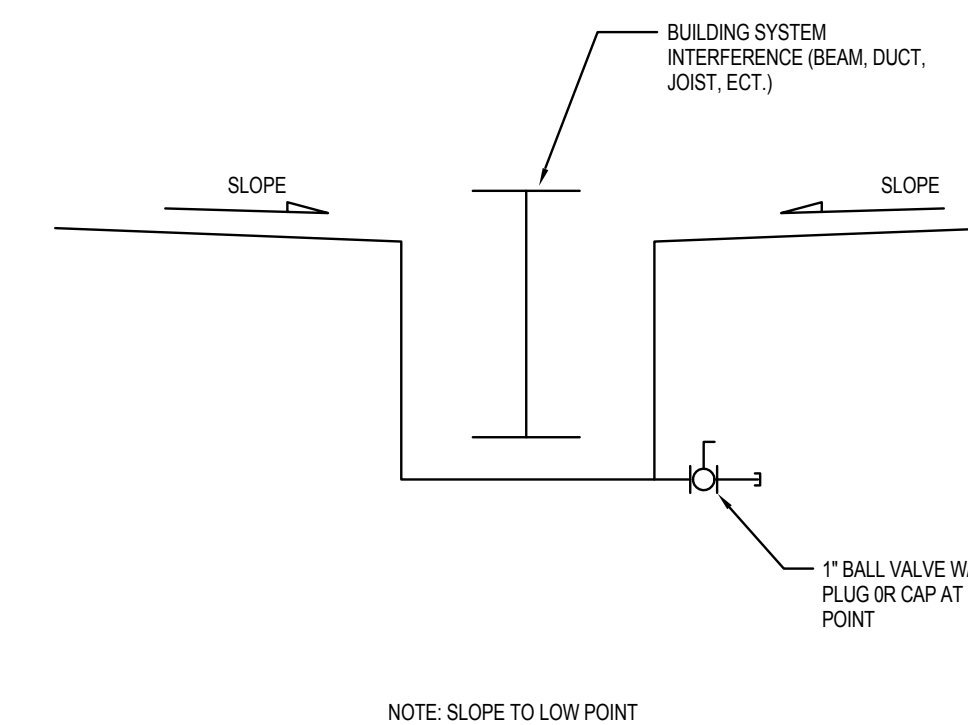 BUILDING SYSTEM
INTERFERENCE (BEAM, DUCT,
JOIST, ECT.)
SLOPE
SLOPE
1" BALL VALVE W/
PLUG 0R CAP AT
POINT
NOTE: SLOPE TO LOW POINT